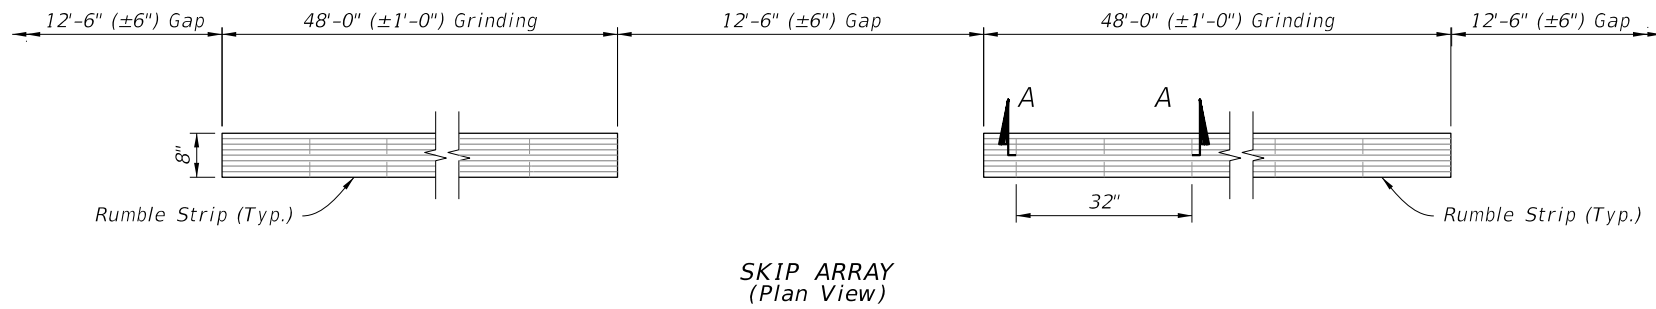 12'-6" (±6") Gap
48'-0" (±1'-0") Grinding
12'-6" (±6") Gap
48'-0" (±1'-0") Grinding
12'-6" (±6") Gap
A
A
8"
32"
Rumble Strip (Typ.)
Rumble Strip (Typ.)
SKIP ARRAY
(Plan View)